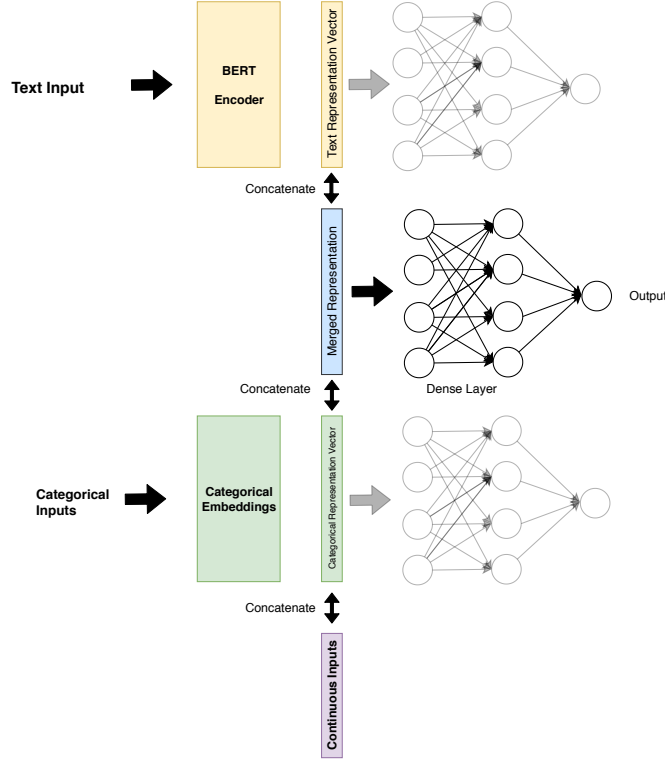 Text Input
BERT
Encoder
Text Representation Vector
Concatenate
Merged Representation
Output
Dense Layer
Concatenate
Categorical
Inputs
Categorical
Embeddings
Categorical Representation Vector
Concatenate
Continuous Inputs